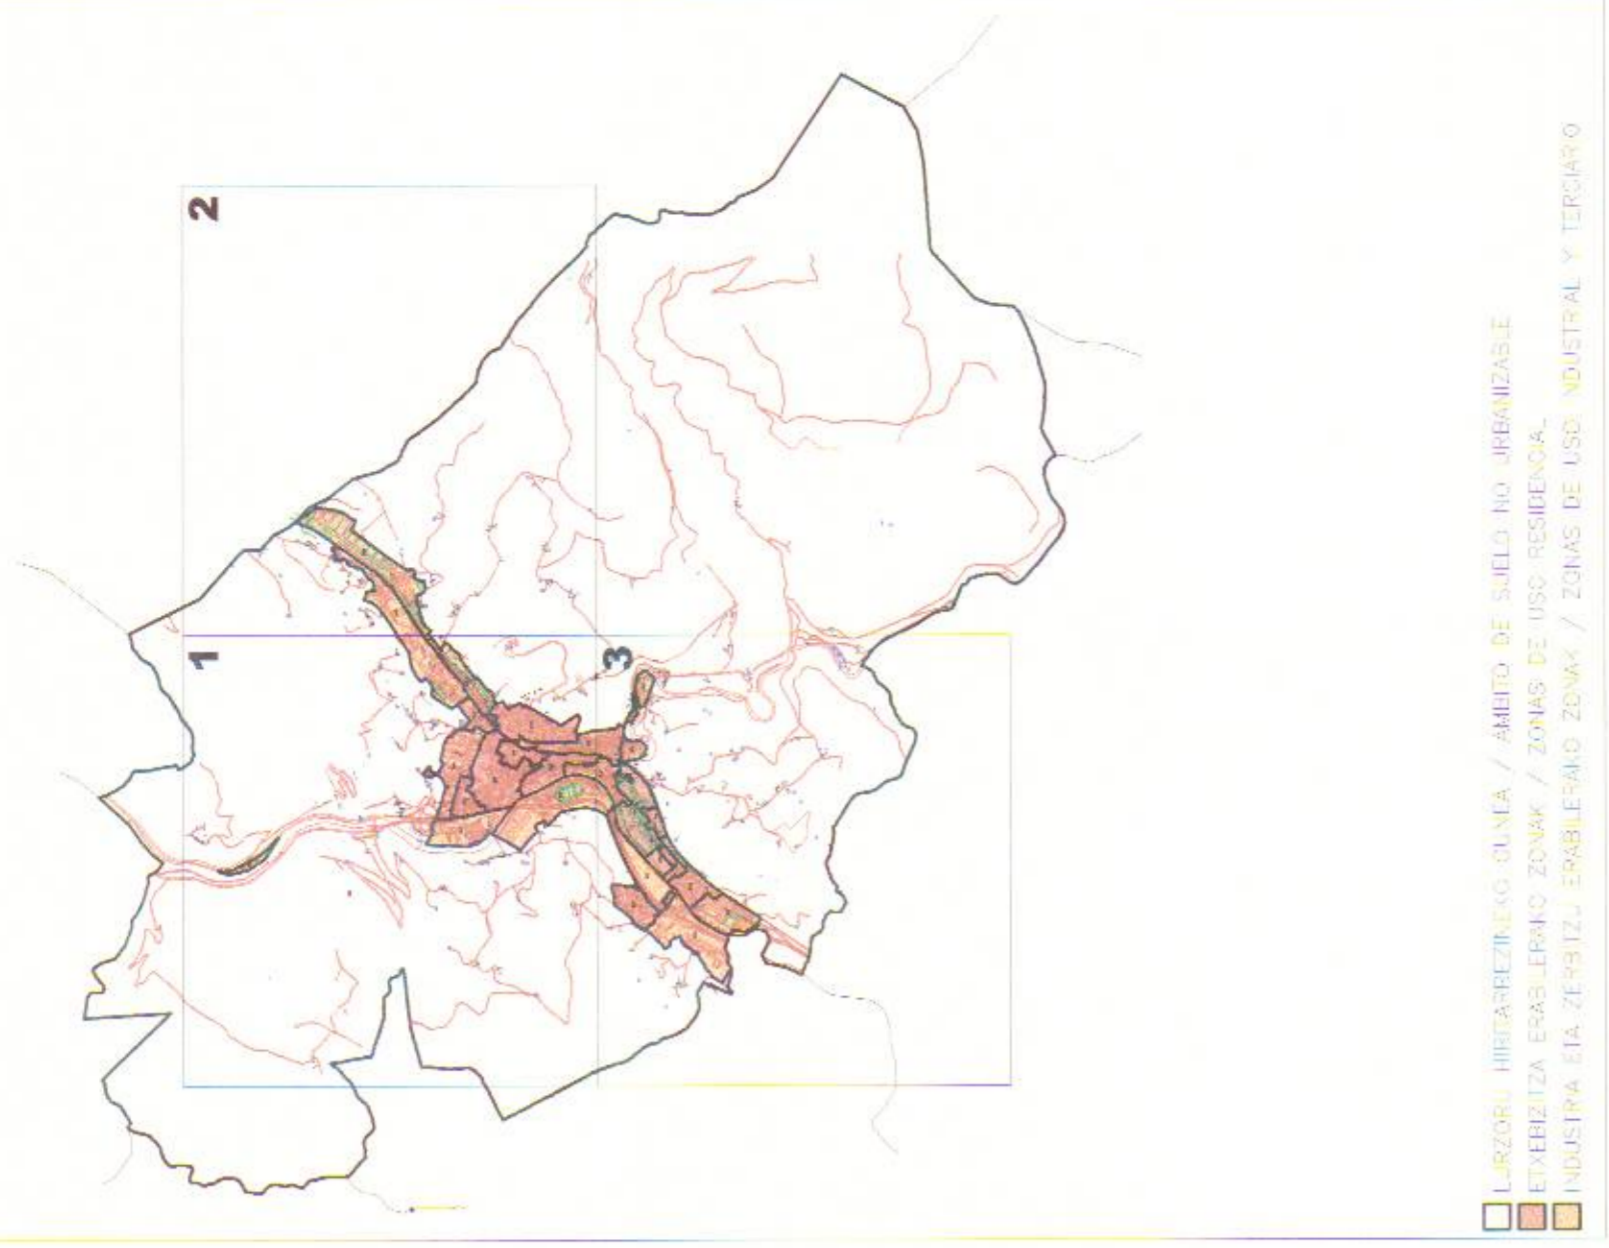 2
1
3
LURZORU HIRITARREZINEKO GUNEA / AMBITO DE SUELO NO URBANIZABLE
ETXEBIZITZA ERABILERAKO ZONAK / ZONAS DE USO RESIDENCIAL
INDUSTRIA ETA ZERBITZU ERABILERAKO ZONAK / ZONAS DE USO INDUSTRIAL Y TERCIARIO